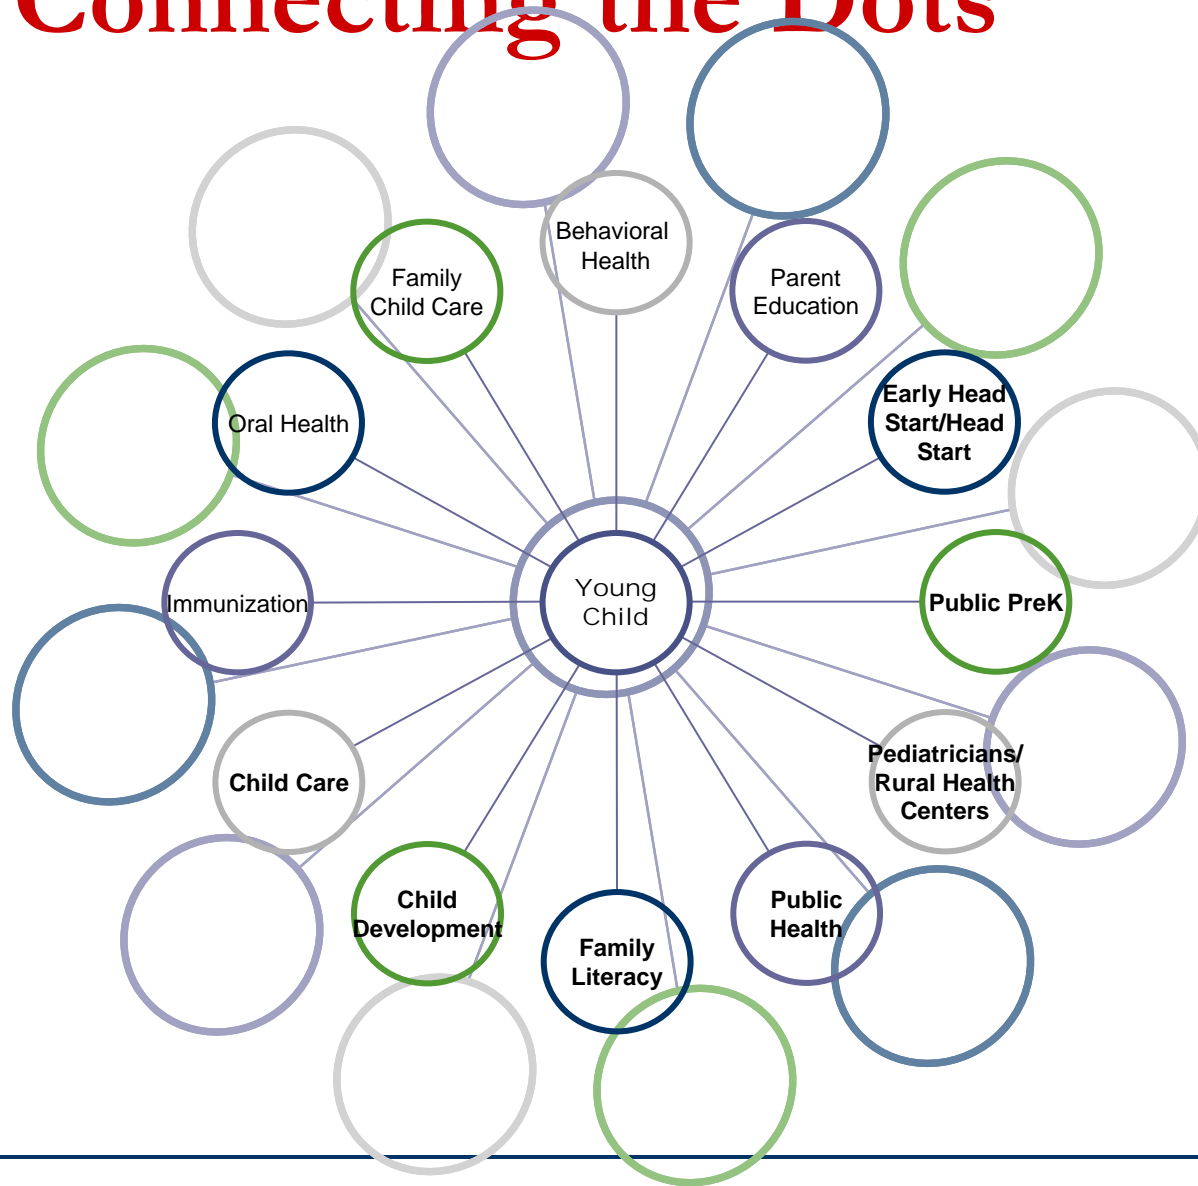 Connecting the Dots
Behavioral
Health
Parent
Education
Family
Child Care
Early Head
Start/Head
Start
Oral Health
Young
Child
Public PreK
Immunization
Pediatricians/
Rural Health
Centers
Child Care
Public
Health
Child
Development
Family
Literacy